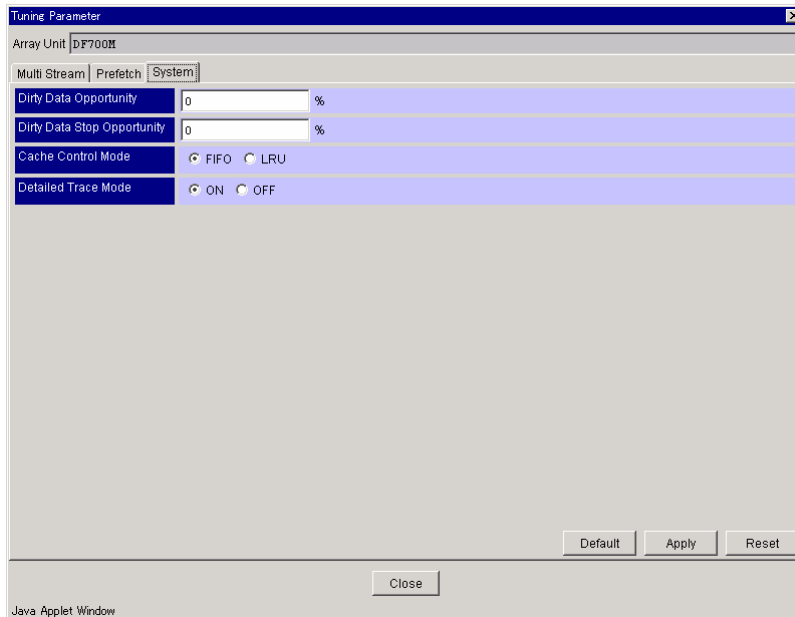 Tuning Parameter
Array Unit DF700M
Multi Stream Prefetch System
Dirty Data Opportunity 0 %
Dirty Data Stop Opportunity 0 %
Cache Control Mode FIFO LRU
Detailed Trace Mode ON OFF
Default Apply Reset
Close
Java Applet Window